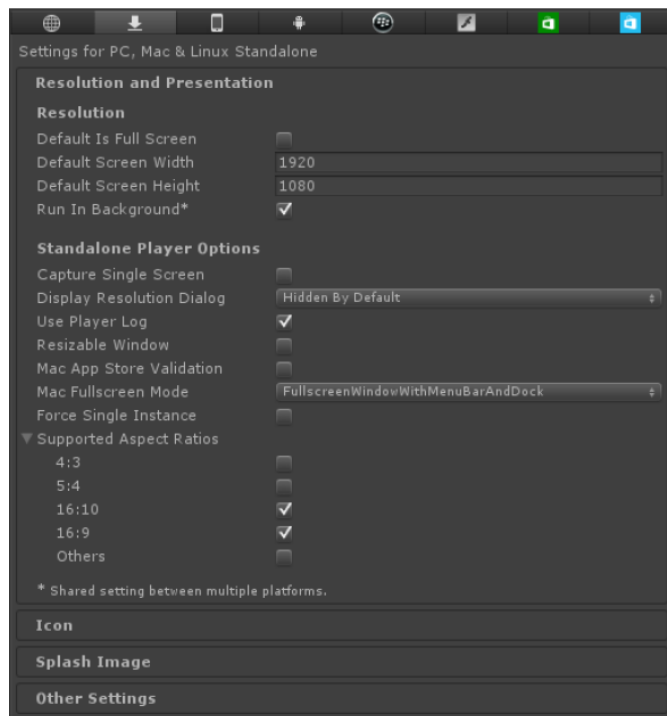 Settings for PC, Mac & Linux Standalone
Resolution and Presentation
Resolution
Default Is Full Screen
Default Screen Width 1920
Default Screen Height 1080
Run In Background*
Standalone Player Options
Capture Single Screen
Display Resolution Dialog Hidden By Default
Use Player Log
Resizable Window
Mac App Store Validation
Mac Fullscreen Mode FullscreenWindowWithMenuBarAndDock
Force Single Instance
Supported Aspect Ratios
4:3
5:4
16:10
16:9
Others
* Shared setting between multiple platforms.
Icon
Splash Image
Other Settings